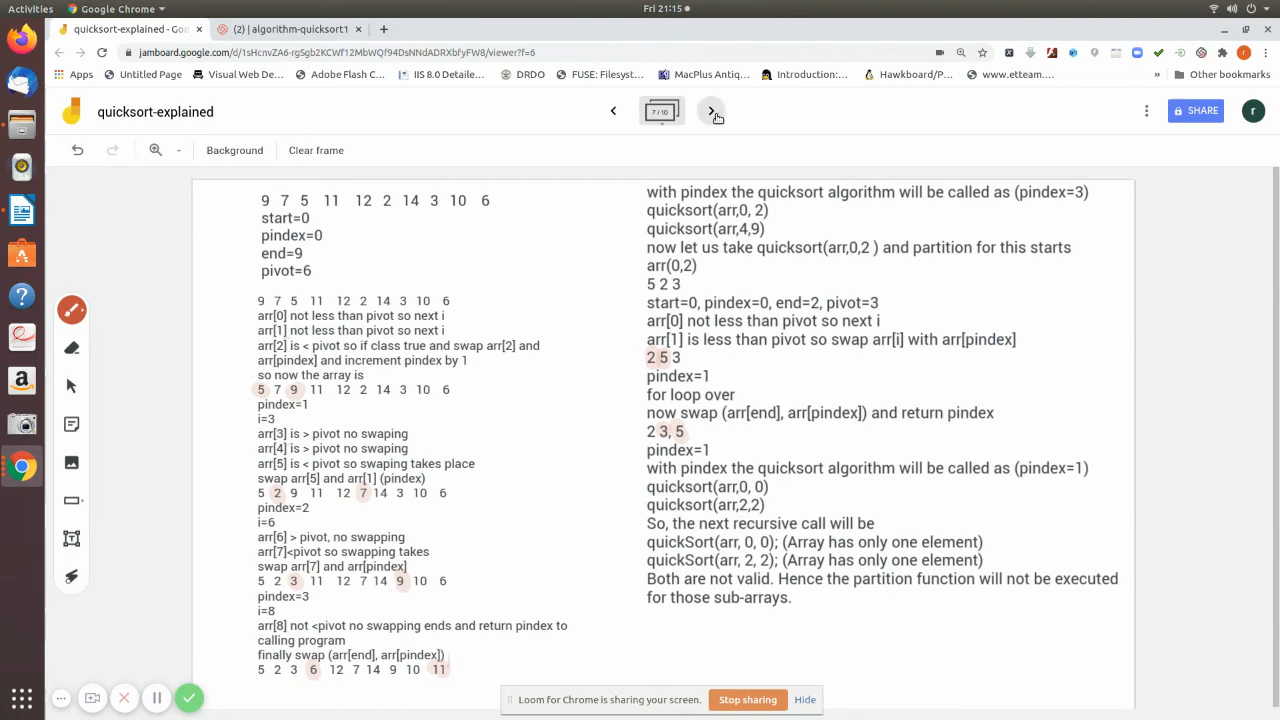 Activities
Google Chrome
Fri 21:15
quicksort-explained - Goo
(2) | algorithm-quicksort1
jamboard.google.com/d/1sHcnvZA6-rgSgb2KCWf12MbWQf94DsNNdADRXbfyFW8/viewer?f=6
Apps
Untitled Page
Visual Web De...
Adobe Flash C...
IIS 8.0 Detaile...
DRDO
FUSE: Filesyst...
MacPlus Antiq...
Introduction:...
Hawkboard/P...
www.etteam....
»
Other bookmarks
quicksort-explained
7 / 10
SHARE
r
Background
Clear frame
9 7 5 11 12 2 14 3 10 6
start=0
pindex=0
end=9
pivot=6
9 7 5 11 12 2 14 3 10 6
arr[0] not less than pivot so next i
arr[1] not less than pivot so next i
arr[2] is < pivot so if class true and swap arr[2] and
arr[pindex] and increment pindex by 1
so now the array is
5 7 9 11 12 2 14 3 10 6
pindex=1
i=3
arr[3] is > pivot no swaping
arr[4] is > pivot no swaping
arr[5] is < pivot so swaping takes place
swap arr[5] and arr[1] (pindex)
5 2 9 11 12 7 14 3 10 6
pindex=2
i=6
arr[6] > pivot, no swapping
arr[7]<pivot so swapping takes
swap arr[7] and arr[pindex]
5 2 3 11 12 7 14 9 10 6
pindex=3
i=8
arr[8] not <pivot no swapping ends and return pindex to
calling program
finally swap (arr[end], arr[pindex])
5 2 3 6 12 7 14 9 10 11
with pindex the quicksort algorithm will be called as (pindex=3)
quicksort(arr,0, 2)
quicksort(arr,4,9)
now let us take quicksort(arr,0,2 ) and partition for this starts
arr(0,2)
5 2 3
start=0, pindex=0, end=2, pivot=3
arr[0] not less than pivot so next i
arr[1] is less than pivot so swap arr[i] with arr[pindex]
2 5 3
pindex=1
for loop over
now swap (arr[end], arr[pindex]) and return pindex
2 3, 5
pindex=1
with pindex the quicksort algorithm will be called as (pindex=1)
quicksort(arr,0, 0)
quicksort(arr,2,2)
So, the next recursive call will be
quickSort(arr, 0, 0); (Array has only one element)
quickSort(arr, 2, 2); (Array has only one element)
Both are not valid. Hence the partition function will not be executed
for those sub-arrays.
Loom for Chrome is sharing your screen.
Stop sharing
Hide